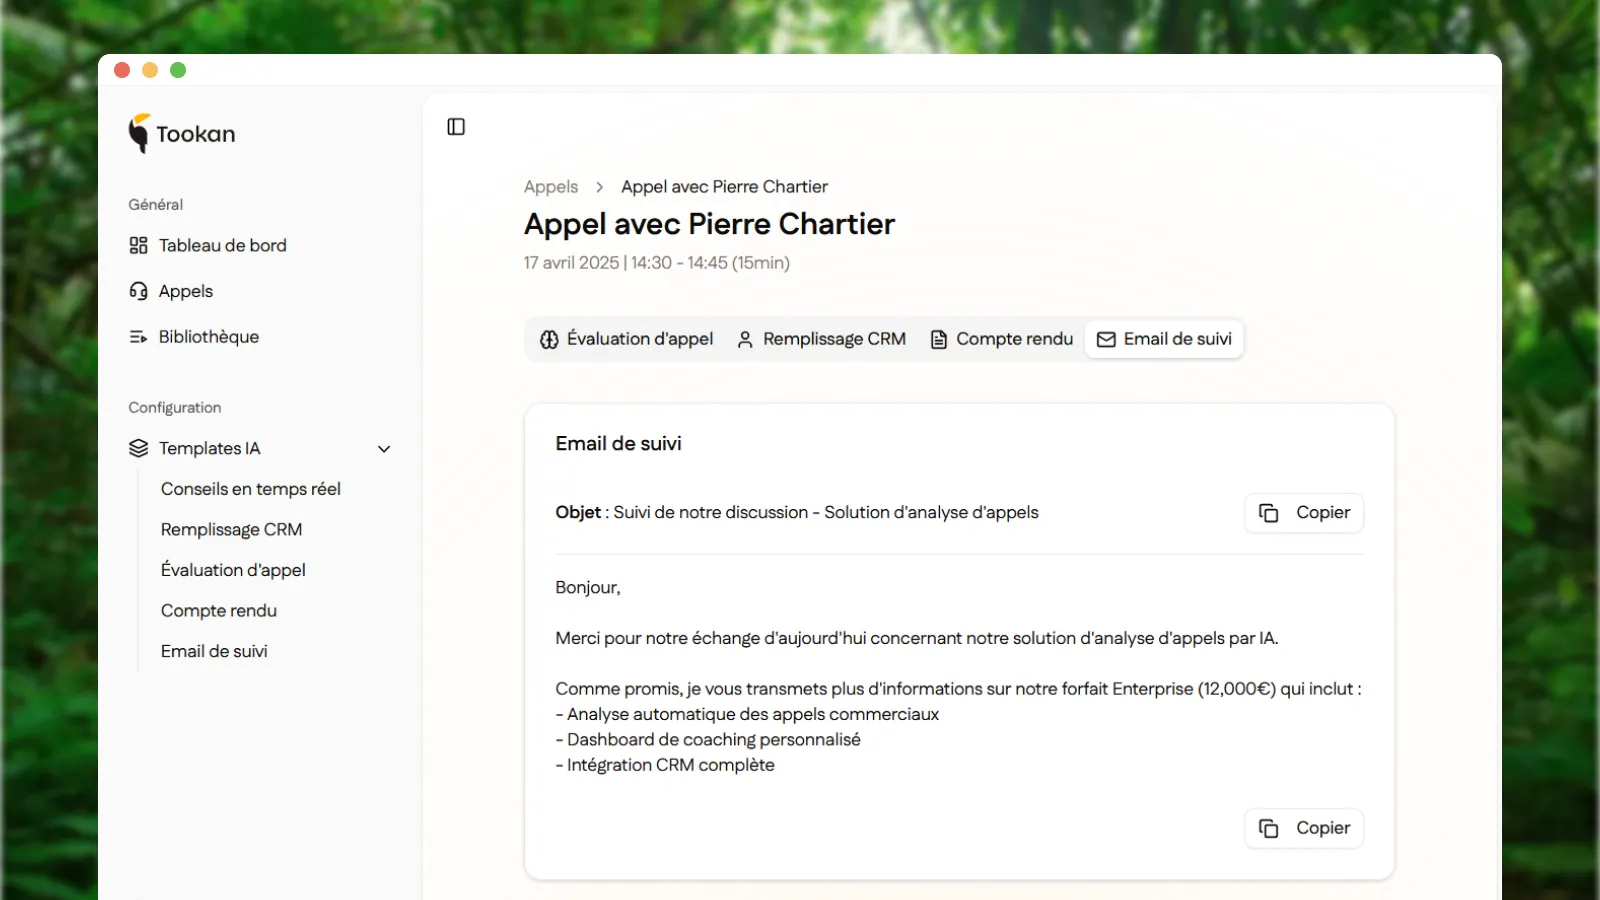 Tookan
Général
Tableau de bord
Appels
Bibliothèque
Configuration
Templates IA
Conseils en temps réel
Remplissage CRM
Évaluation d'appel
Compte rendu
Email de suivi
Appels > Appel avec Pierre Chartier
Appel avec Pierre Chartier
17 avril 2025 | 14:30 - 14:45 (15min)
Évaluation d'appel Remplissage CRM Compte rendu Email de suivi
Email de suivi
Objet : Suivi de notre discussion - Solution d'analyse d'appels
Copier
Bonjour,
Merci pour notre échange d'aujourd'hui concernant notre solution d'analyse d'appels par IA.
Comme promis, je vous transmets plus d'informations sur notre forfait Enterprise (12,000€) qui inclut :
- Analyse automatique des appels commerciaux
- Dashboard de coaching personnalisé
- Intégration CRM complète
Copier